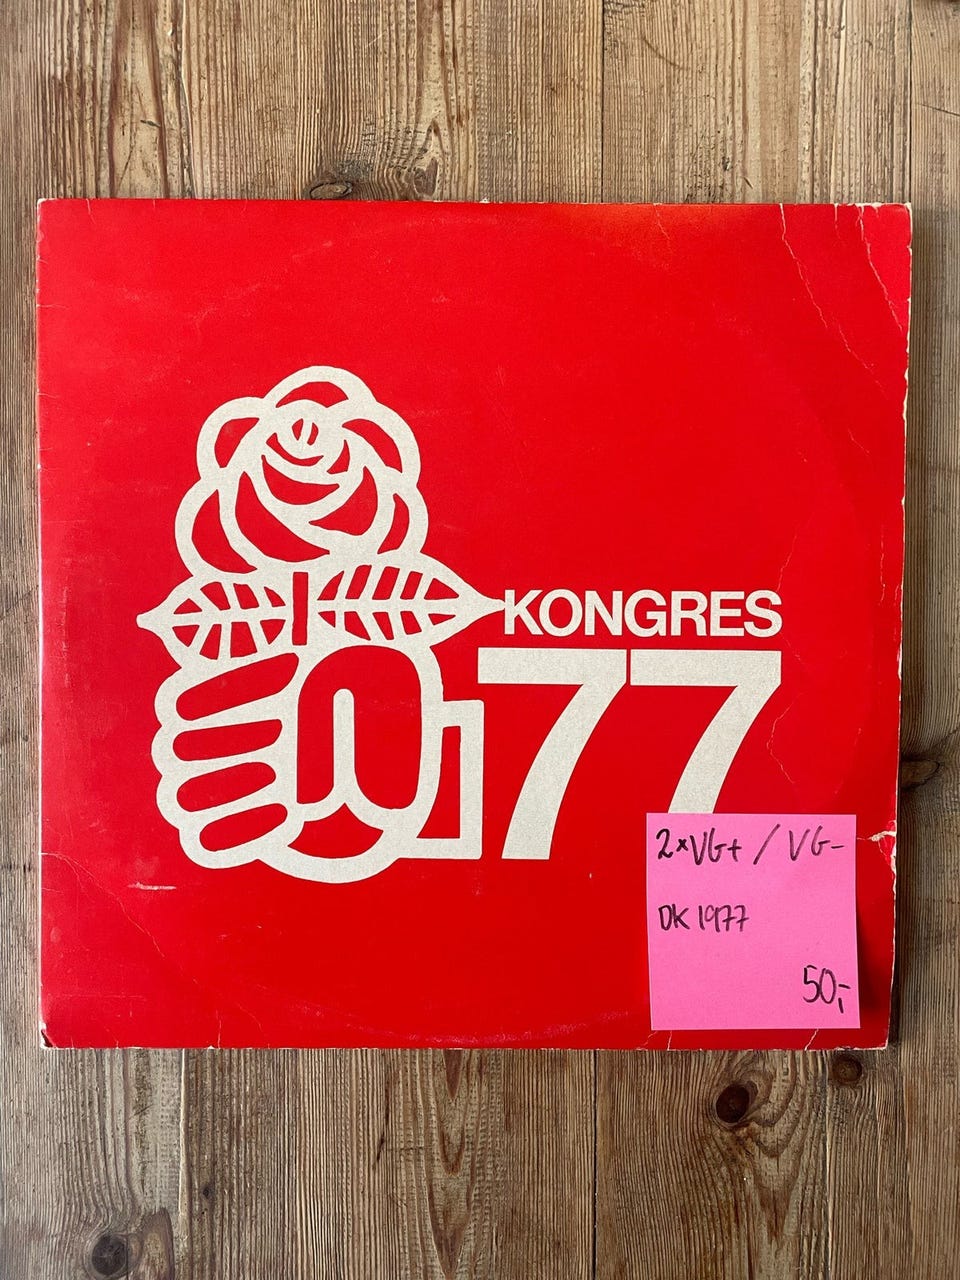 KONGRES
77
2×VG+ / VG-
DK 1977
50,-